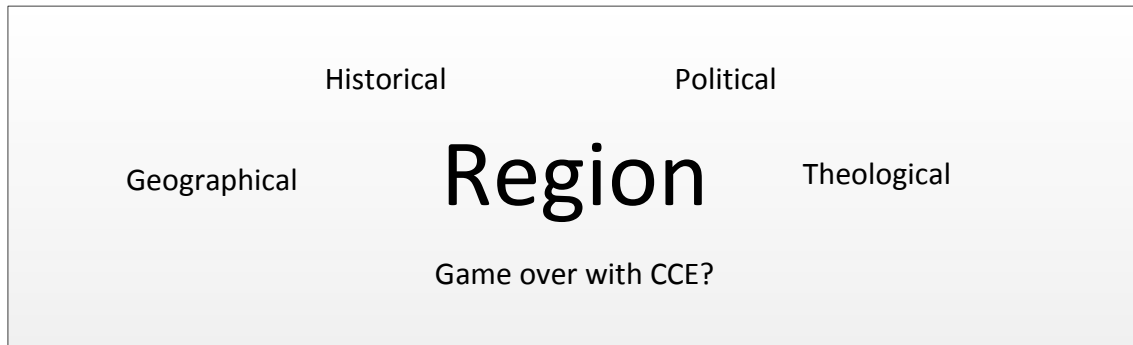 Historical Political
Geographical Region Theological
Game over with CCE?